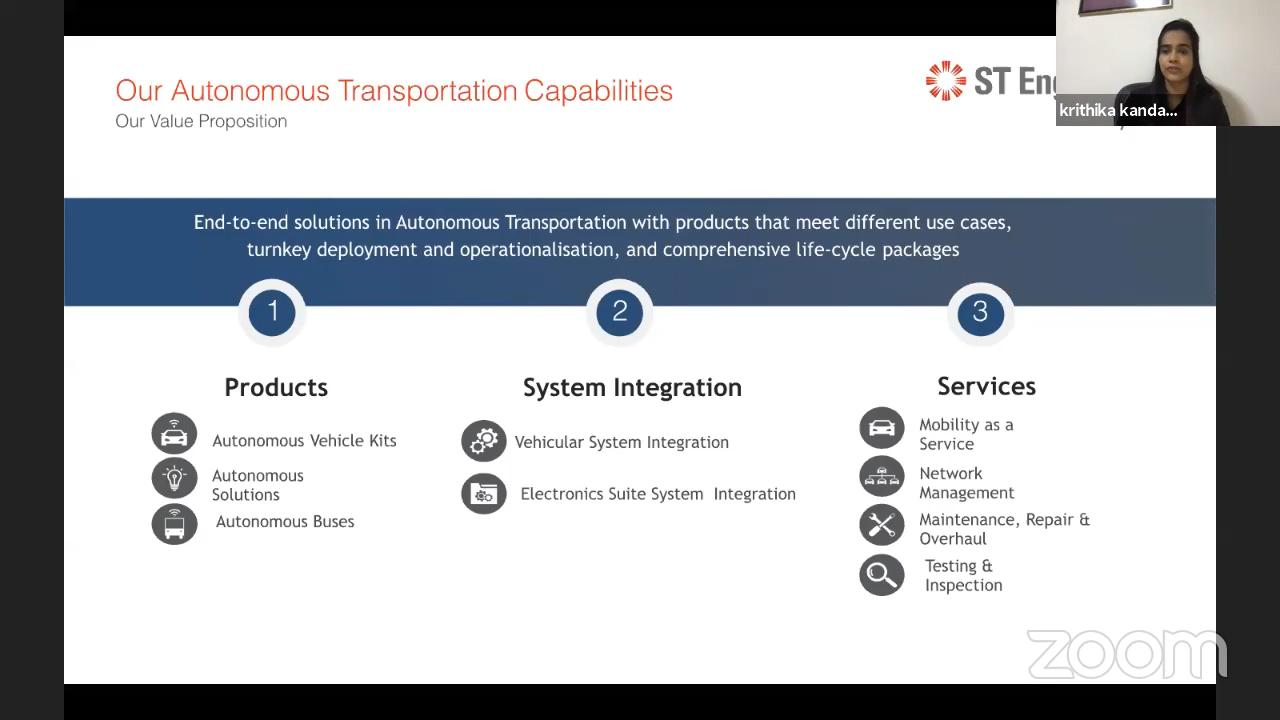 Our Autonomous Transportation Capabilities
Our Value Proposition
ST Eng
krithika kanda...
End-to-end solutions in Autonomous Transportation with products that meet different use cases,
turnkey deployment and operationalisation, and comprehensive life-cycle packages
1
2
3
Products
Autonomous Vehicle Kits
Autonomous
Solutions
Autonomous Buses
System Integration
Vehicular System Integration
Electronics Suite System Integration
Services
Mobility as a
Service
Network
Management
Maintenance, Repair &
Overhaul
Testing &
Inspection
zoom